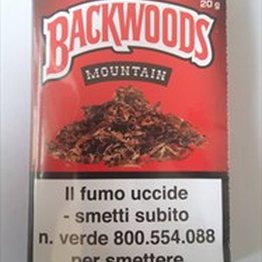 20 g
BACKWOODS
MOUNTAIN
Il fumo uccide
- smetti subito
n. verde 800.554.088
per smettere